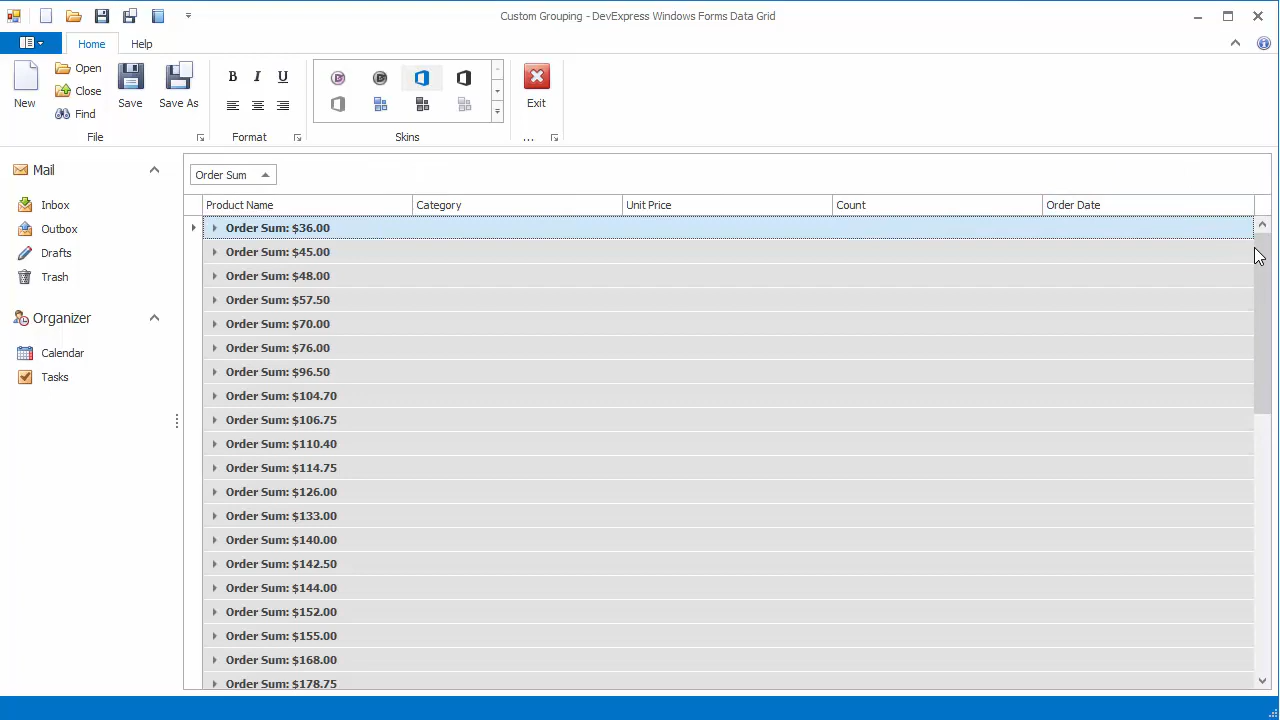 Custom Grouping - DevExpress Windows Forms Data Grid
Home Help
New
Open
Close
Find
Save
Save As
File
B I U
Format
Skins
Exit
...
Mail
Inbox
Outbox
Drafts
Trash
Organizer
Calendar
Tasks
Order Sum
Product Name Category Unit Price Count Order Date
Order Sum: $36.00
Order Sum: $45.00
Order Sum: $48.00
Order Sum: $57.50
Order Sum: $70.00
Order Sum: $76.00
Order Sum: $96.50
Order Sum: $104.70
Order Sum: $106.75
Order Sum: $110.40
Order Sum: $114.75
Order Sum: $126.00
Order Sum: $133.00
Order Sum: $140.00
Order Sum: $142.50
Order Sum: $144.00
Order Sum: $152.00
Order Sum: $155.00
Order Sum: $168.00
Order Sum: $178.75